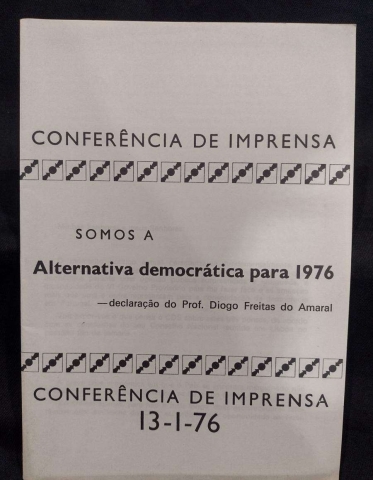 CONFERÊNCIA DE IMPRENSA
SOMOS A
Alternativa democrática para 1976
—declaração do Prof. Diogo Freitas do Amaral
CONFERÊNCIA DE IMPRENSA
13-1-76